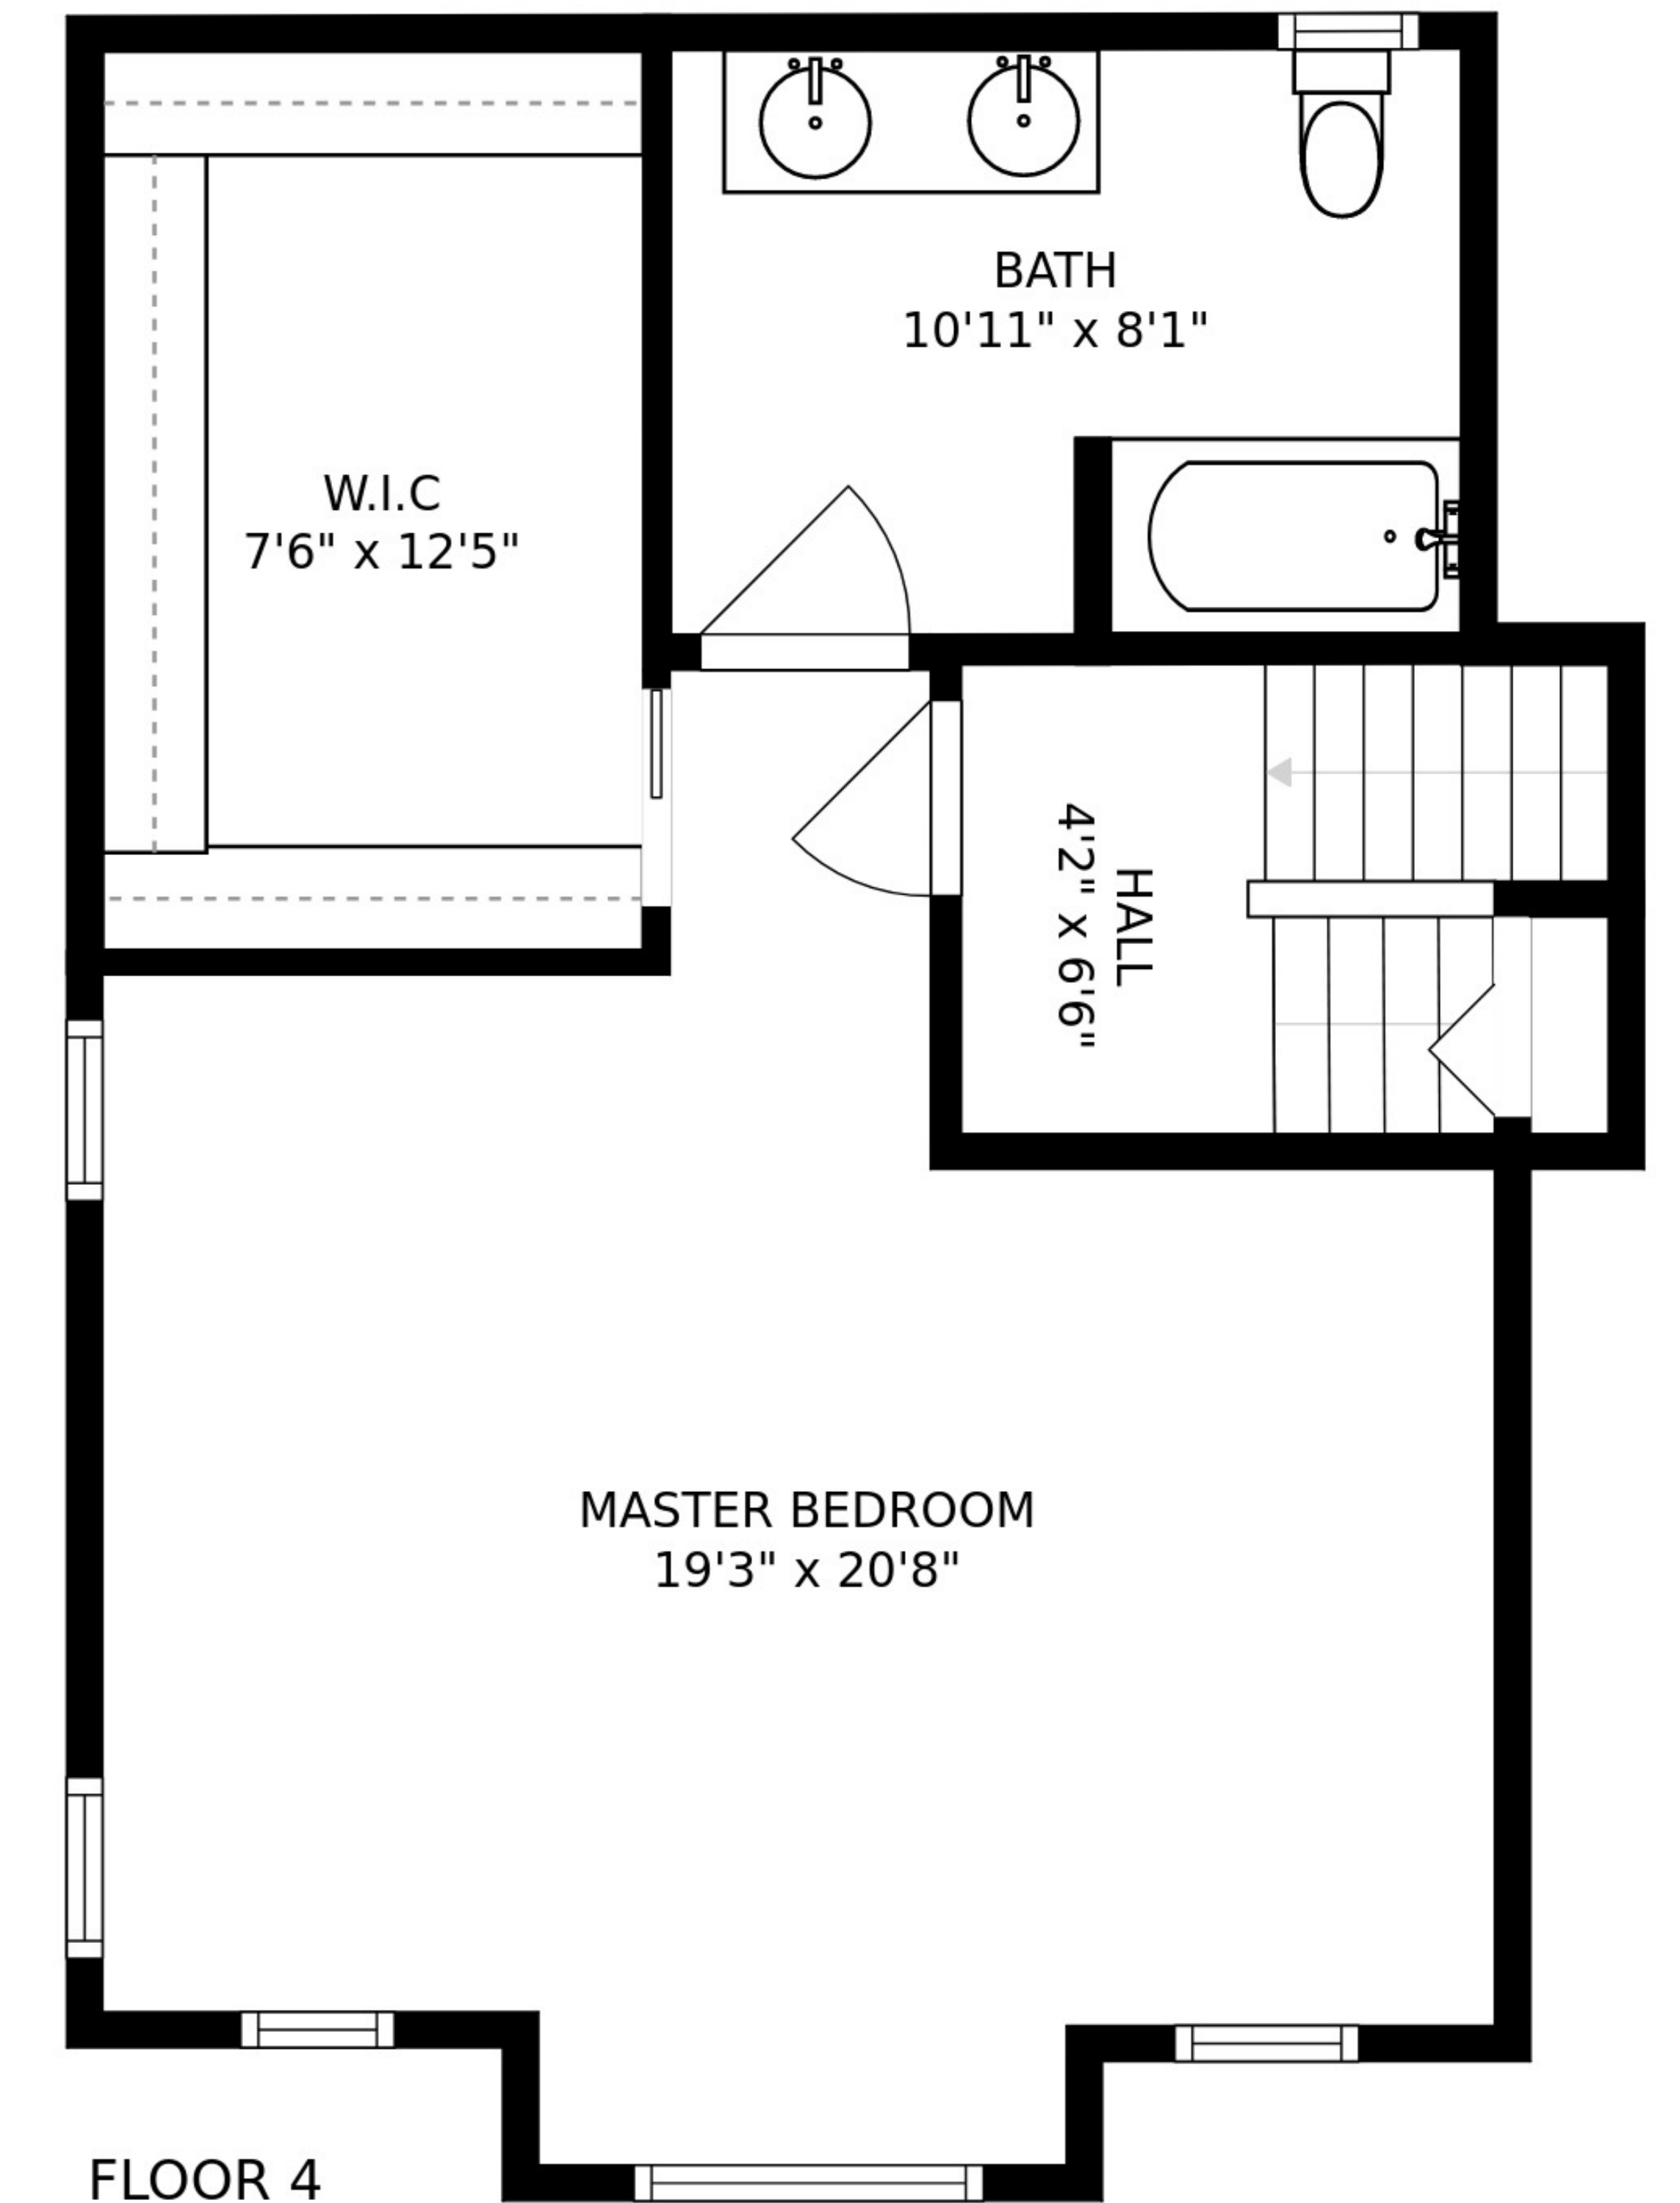 BATH
10'11" x 8'1"
W.I.C
7'6" x 12'5"
HALL
4'2" x 6'6"
MASTER BEDROOM
19'3" x 20'8"
FLOOR 4